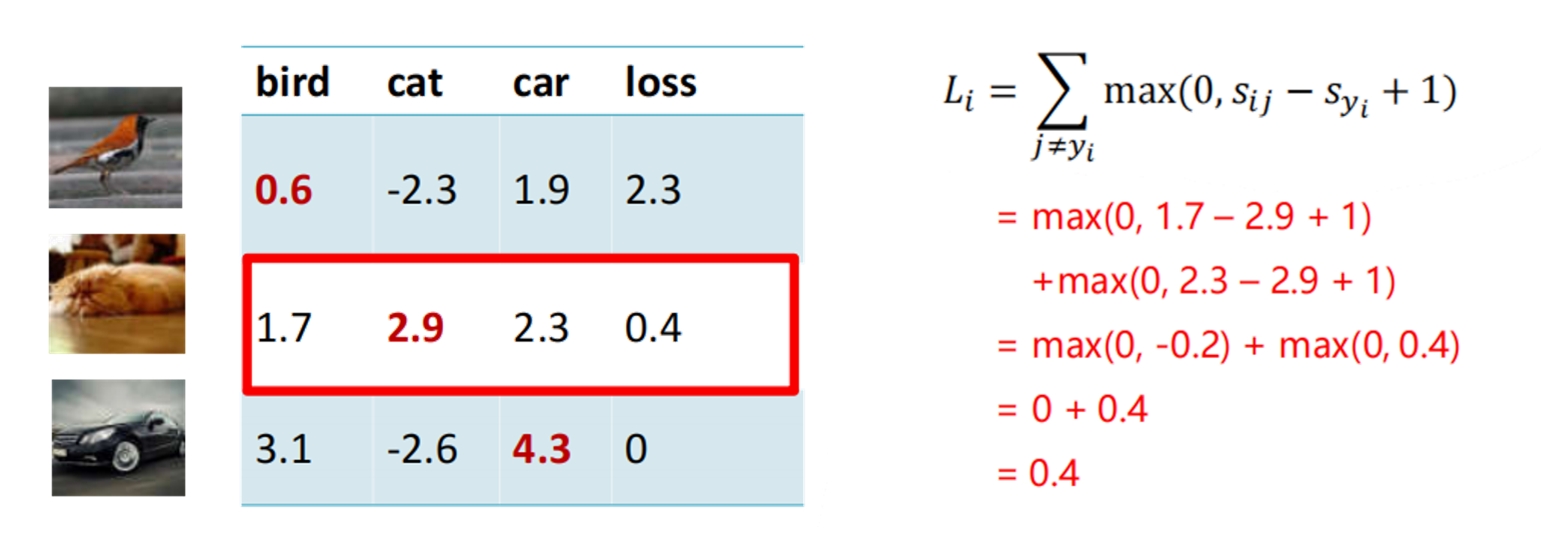 bird cat car loss
0.6 -2.3 1.9 2.3
1.7 2.9 2.3 0.4
3.1 -2.6 4.3 0
L_i = ∑_{j≠y_i} max(0, s_{ij} − s_{y_i} + 1)
= max(0, 1.7 – 2.9 + 1)
+max(0, 2.3 – 2.9 + 1)
= max(0, -0.2) + max(0, 0.4)
= 0 + 0.4
= 0.4